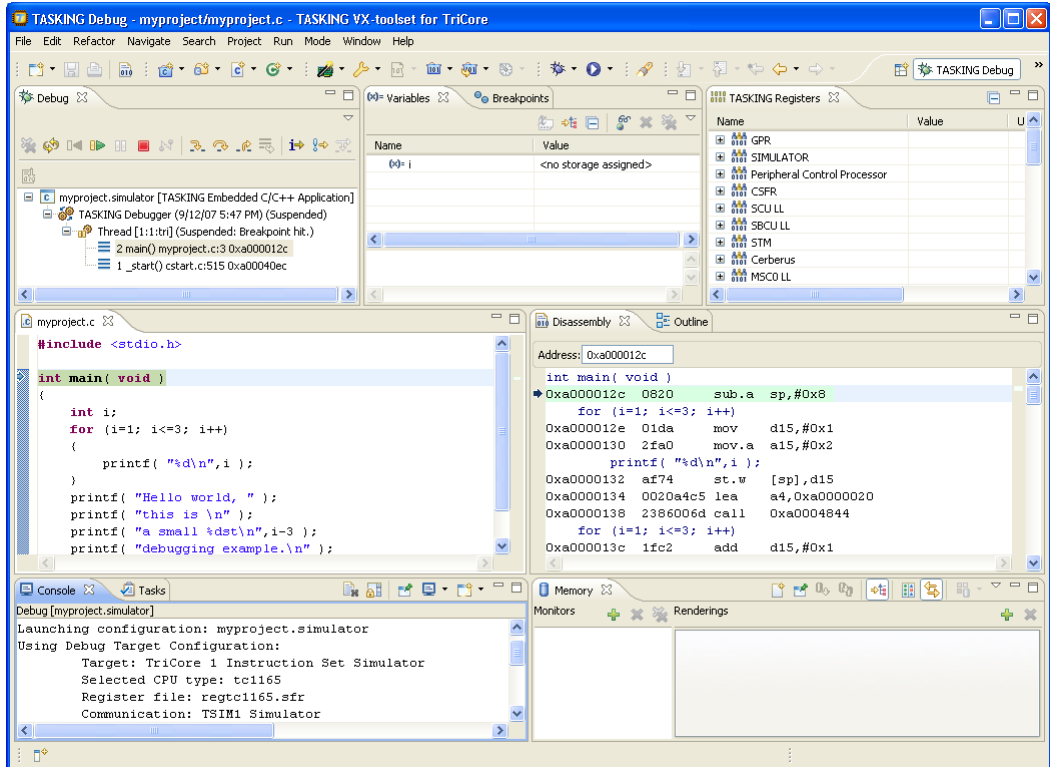 TASKING Debug - myproject/myproject.c - TASKING VX-toolset for TriCore
File Edit Refactor Navigate Search Project Run Mode Window Help
TASKING Debug »
Debug
myproject.simulator [TASKING Embedded C/C++ Application]
TASKING Debugger (9/12/07 5:47 PM) (Suspended)
Thread [1:1:tri] (Suspended: Breakpoint hit.)
2 main() myproject.c:3 0xa000012c
1 _start() cstart.c:515 0xa00040ec
(x)= Variables Breakpoints
Name Value
(x)= i <no storage assigned>
TASKING Registers
Name Value U
GPR
SIMULATOR
Peripheral Control Processor
CSFR
SCU LL
SBCU LL
STM
Cerberus
MSC0 LL
myproject.c
#include <stdio.h>
int main( void )
{
int i;
for (i=1; i<=3; i++)
{
printf( "%d\n",i );
}
printf( "Hello world, " );
printf( "this is \n" );
printf( "a small %dst\n",i-3 );
printf( "debugging example.\n" );
Disassembly Outline
Address: 0xa000012c
int main( void )
0xa000012c 0820 sub.a sp,#0x8
for (i=1; i<=3; i++)
0xa000012e 01da mov d15,#0x1
0xa0000130 2fa0 mov.a a15,#0x2
printf( "%d\n",i );
0xa0000132 af74 st.w [sp],d15
0xa0000134 0020a4c5 lea a4,0xa0000020
0xa0000138 2386006d call 0xa0004844
for (i=1; i<=3; i++)
0xa000013c 1fc2 add d15,#0x1
Console Tasks
Debug [myproject.simulator]
Launching configuration: myproject.simulator
Using Debug Target Configuration:
Target: TriCore 1 Instruction Set Simulator
Selected CPU type: tc1165
Register file: regtc1165.sfr
Communication: TSIM1 Simulator
Memory
Monitors Renderings